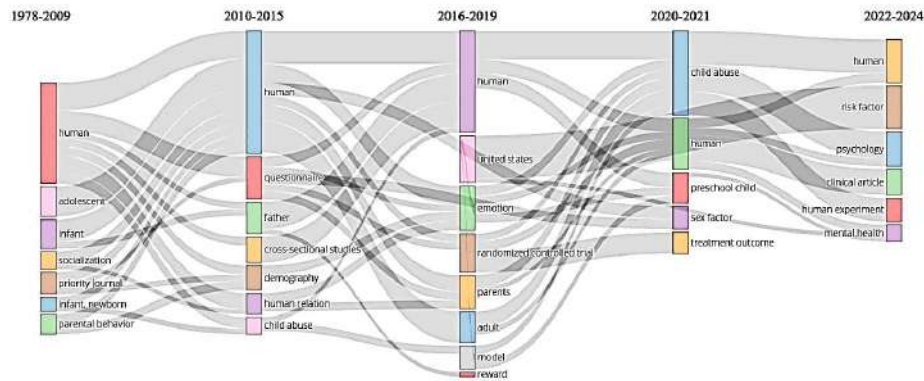 1978-2009
2010-2015
2016-2019
2020-2021
2022-2024
human
adolescent
infant
socialization
priority journal
infant, newborn
parental behavior
human
questionnaire
father
cross-sectional studies
demography
human relation
child abuse
human
united states
emotion
randomized controlled trial
parents
adult
model
reward
child abuse
human
preschool child
sex factor
treatment outcome
human
risk factor
psychology
clinical article
human experiment
mental health